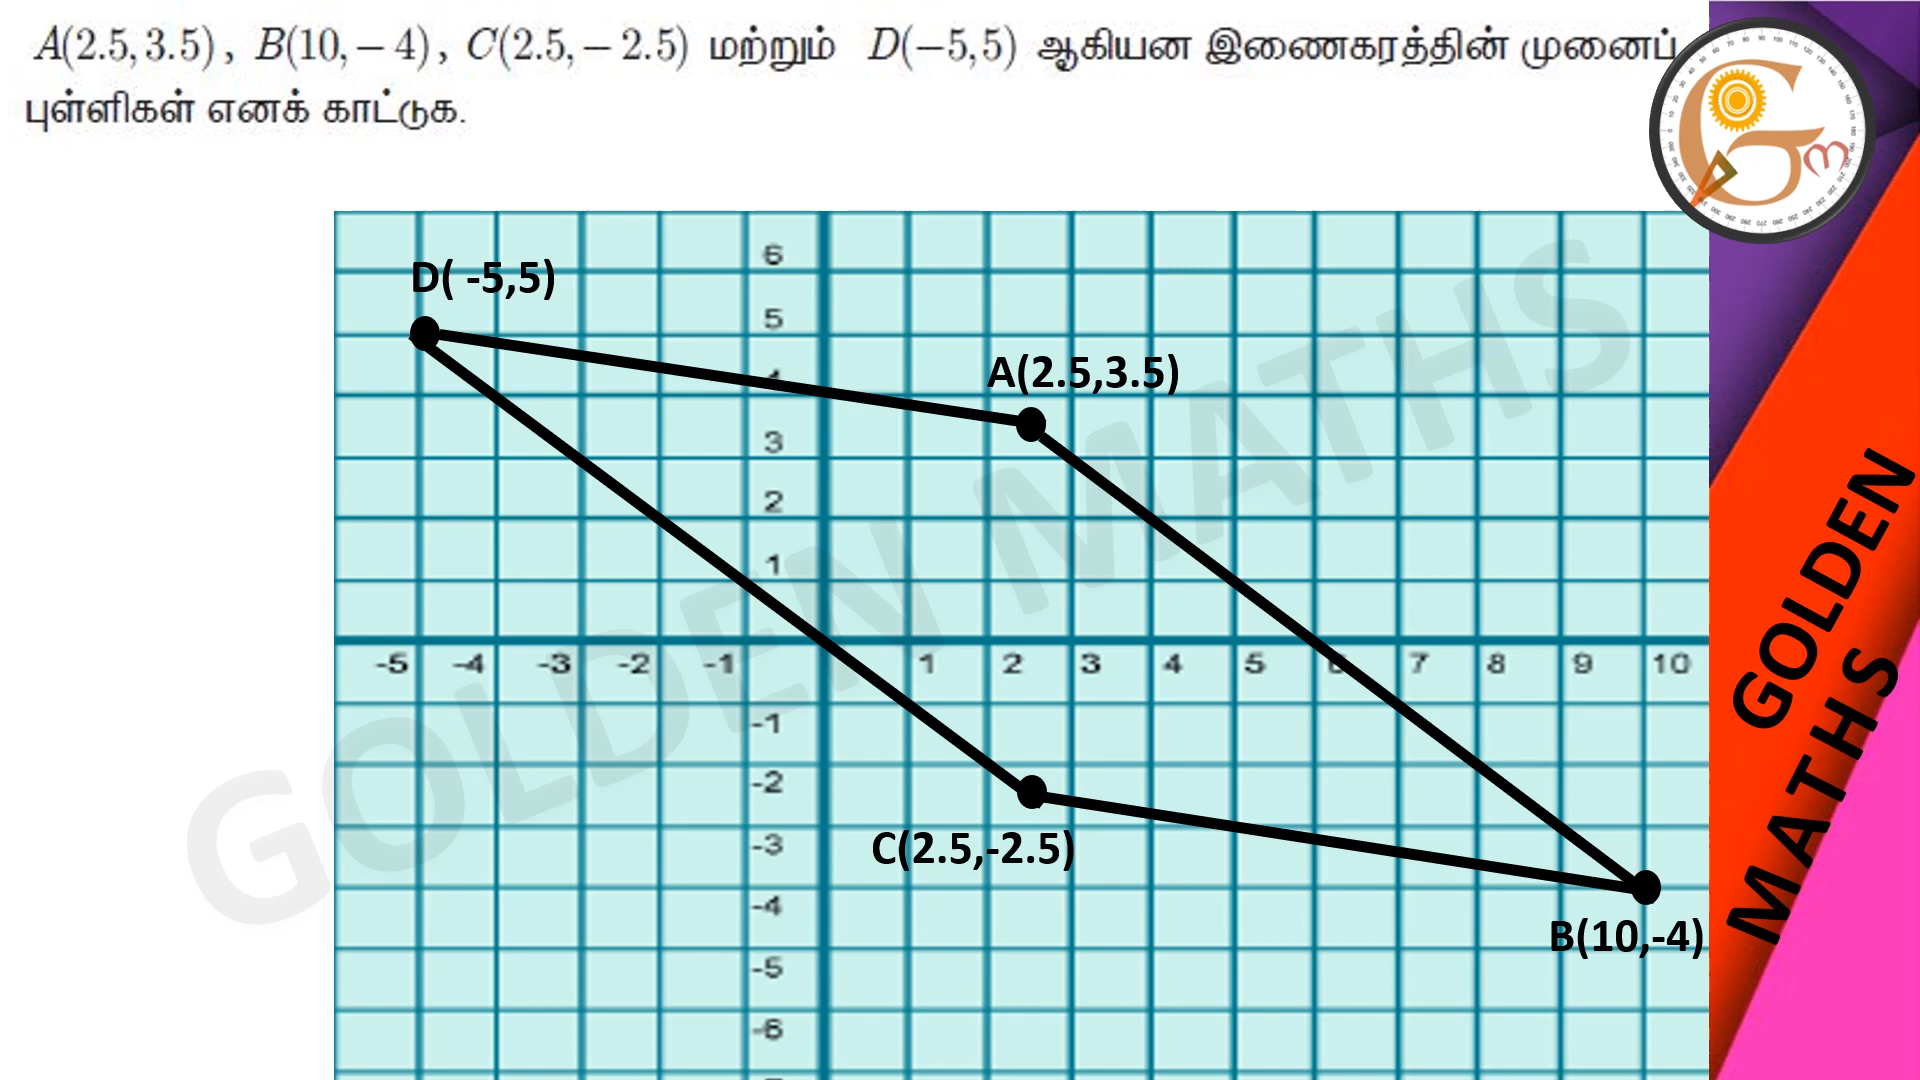 A(2.5, 3.5) , B(10, − 4) , C(2.5, − 2.5) மற்றும் D(−5, 5) ஆகியன இணைகரத்தின் முனைப்
புள்ளிகள் எனக் காட்டுக.
6
D( -5,5)
5
A(2.5,3.5)
4
3
2
1
-5 -4 -3 -2 -1 1 2 3 4 5 6 7 8 9 10
-1
-2
-3
C(2.5,-2.5)
-4
B(10,-4)
-5
-6
GOLDEN MATHS
GOLDEN
MATHS